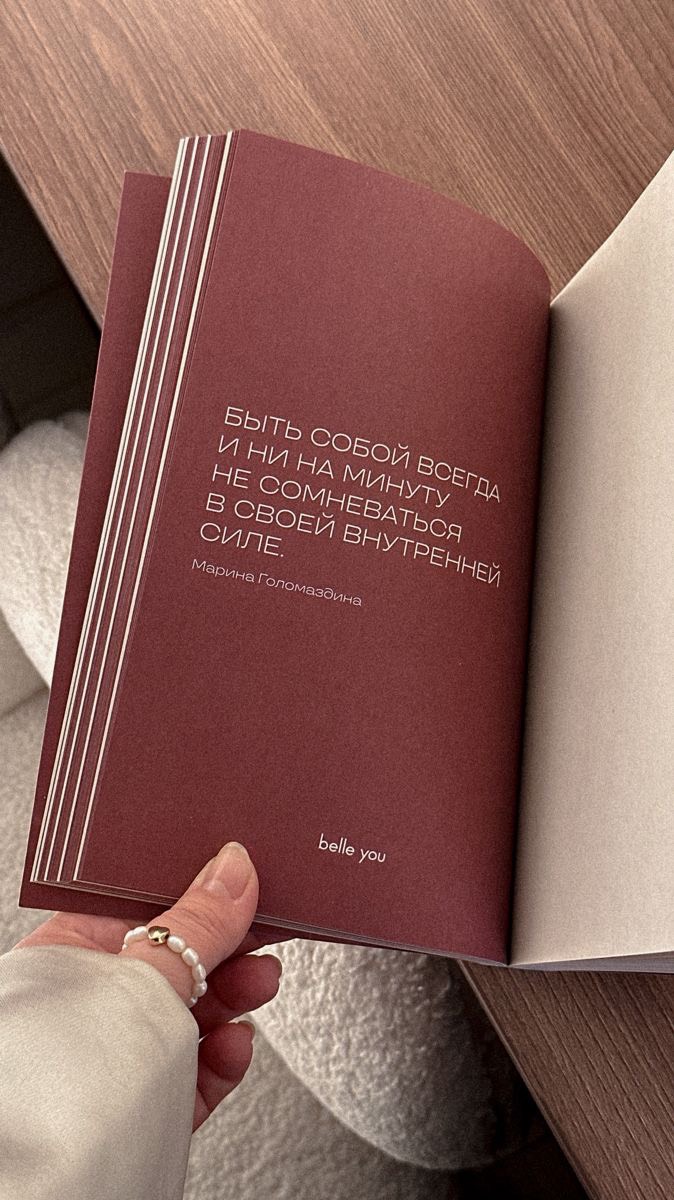 БЫТЬ СОБОЙ ВСЕГДА
И НИ НА МИНУТУ
НЕ СОМНЕВАТЬСЯ
В СВОЕЙ ВНУТРЕННЕЙ
СИЛЕ.
Марина Голомаздина
belle you